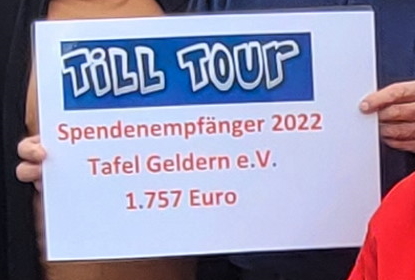 TiLL TOUr
Spendenempfänger 2022
Tafel Geldern e.V.
1.757 Euro